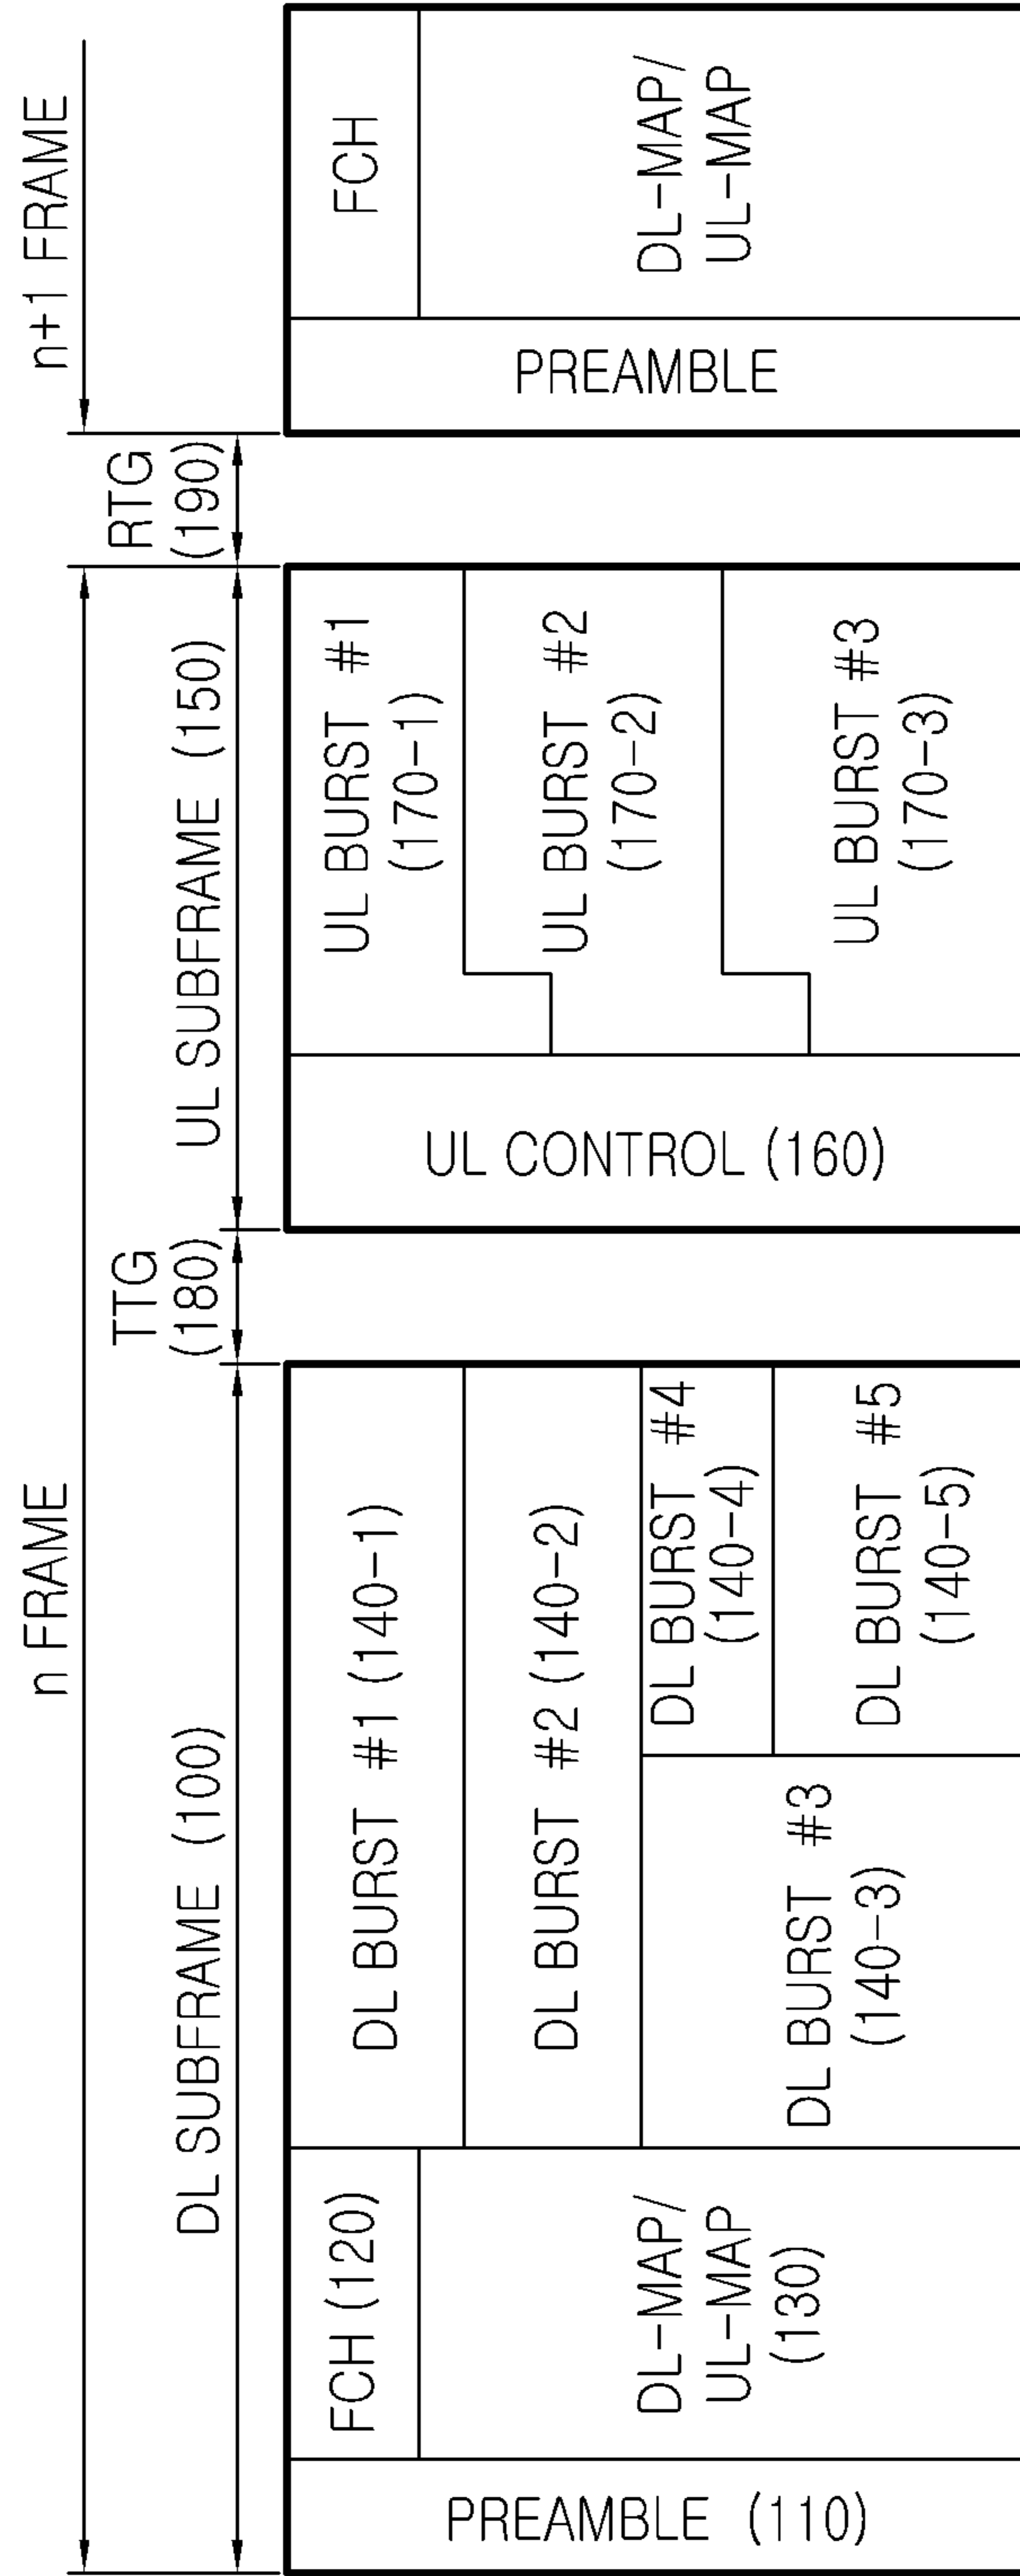 n FRAME
n+1 FRAME
DL SUBFRAME (100)
TTG
(180)
UL SUBFRAME (150)
RTG
(190)
PREAMBLE (110)
FCH (120)
DL-MAP/
UL-MAP
(130)
DL BURST #1 (140-1)
DL BURST #2 (140-2)
DL BURST #3
(140-3)
DL BURST #4
(140-4)
DL BURST #5
(140-5)
UL CONTROL (160)
UL BURST #1
(170-1)
UL BURST #2
(170-2)
UL BURST #3
(170-3)
PREAMBLE
FCH
DL-MAP/
UL-MAP